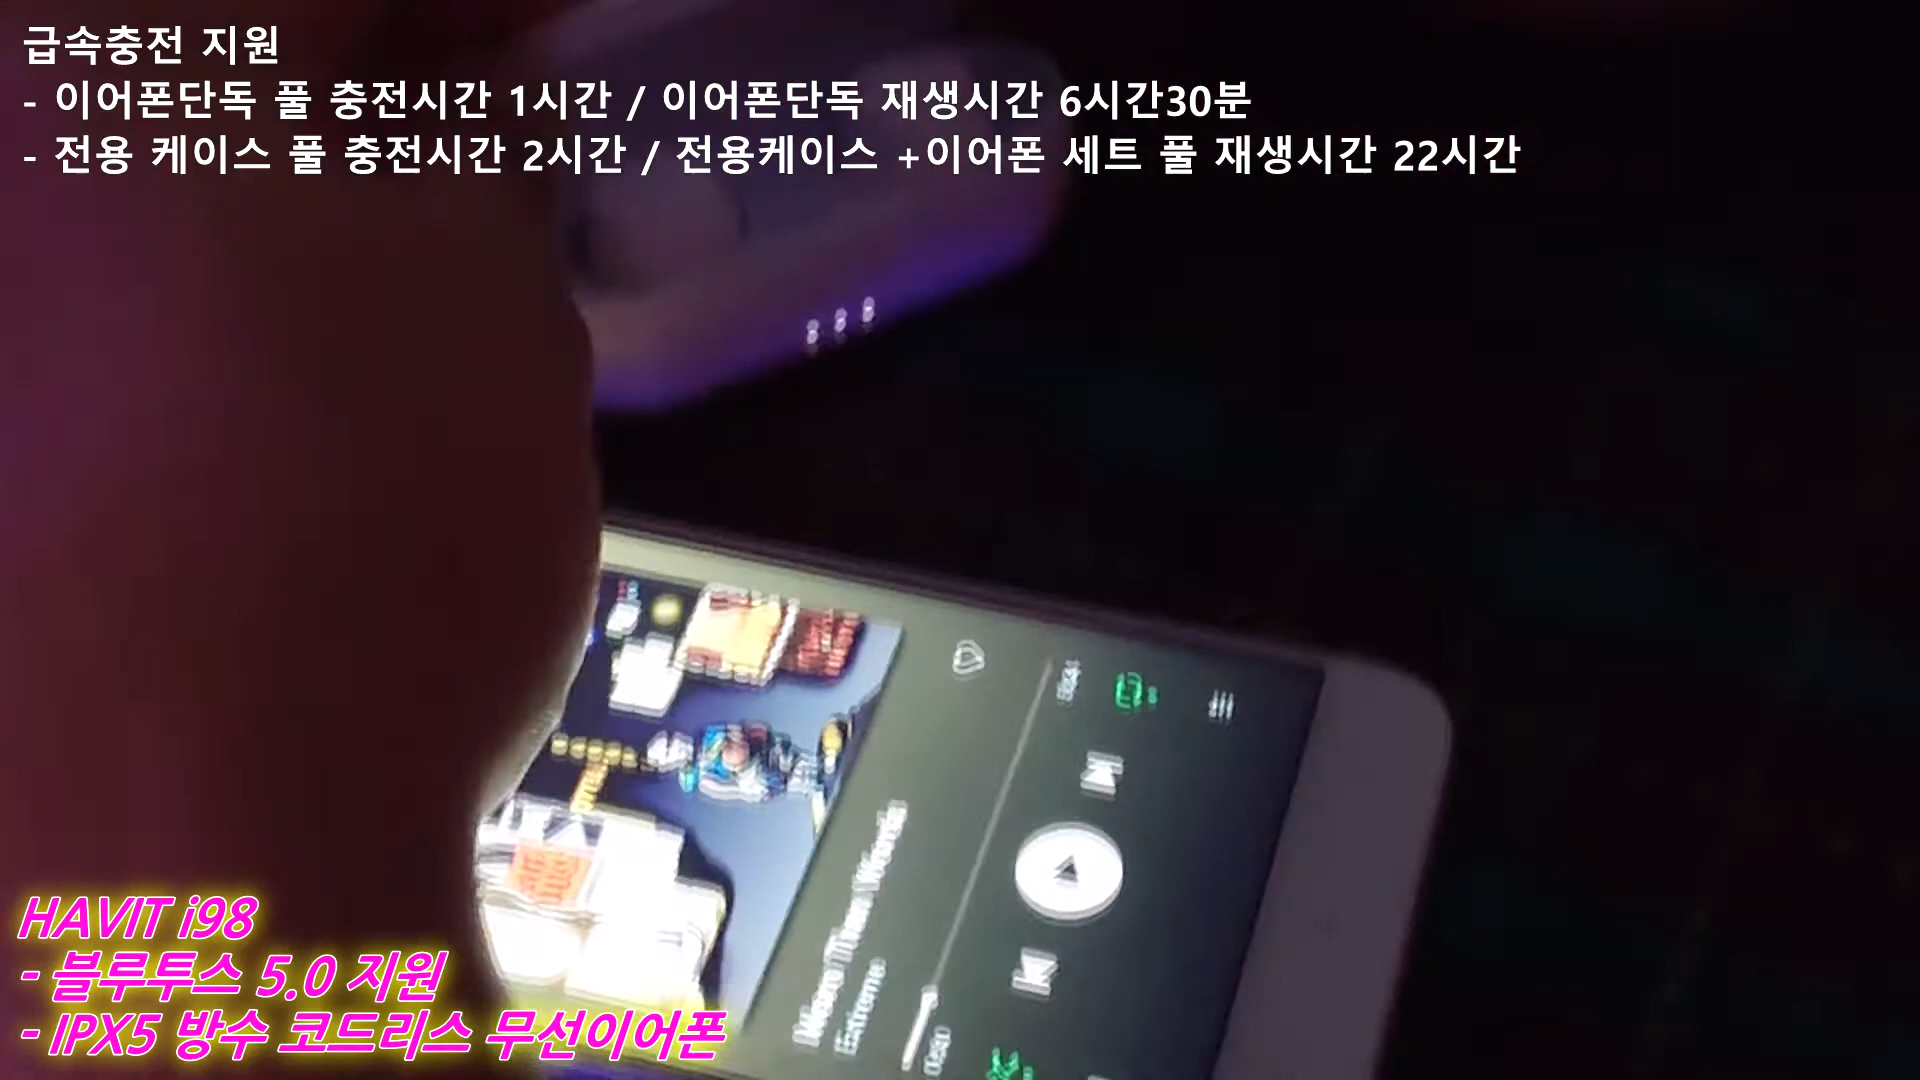 급속충전 지원
- 이어폰단독 풀 충전시간 1시간 / 이어폰단독 재생시간 6시간30분
- 전용 케이스 풀 충전시간 2시간 / 전용케이스 +이어폰 세트 풀 재생시간 22시간
More Than Words
Extreme
HAVIT i98
- 블루투스 5.0 지원
- IPX5 방수 코드리스 무선이어폰